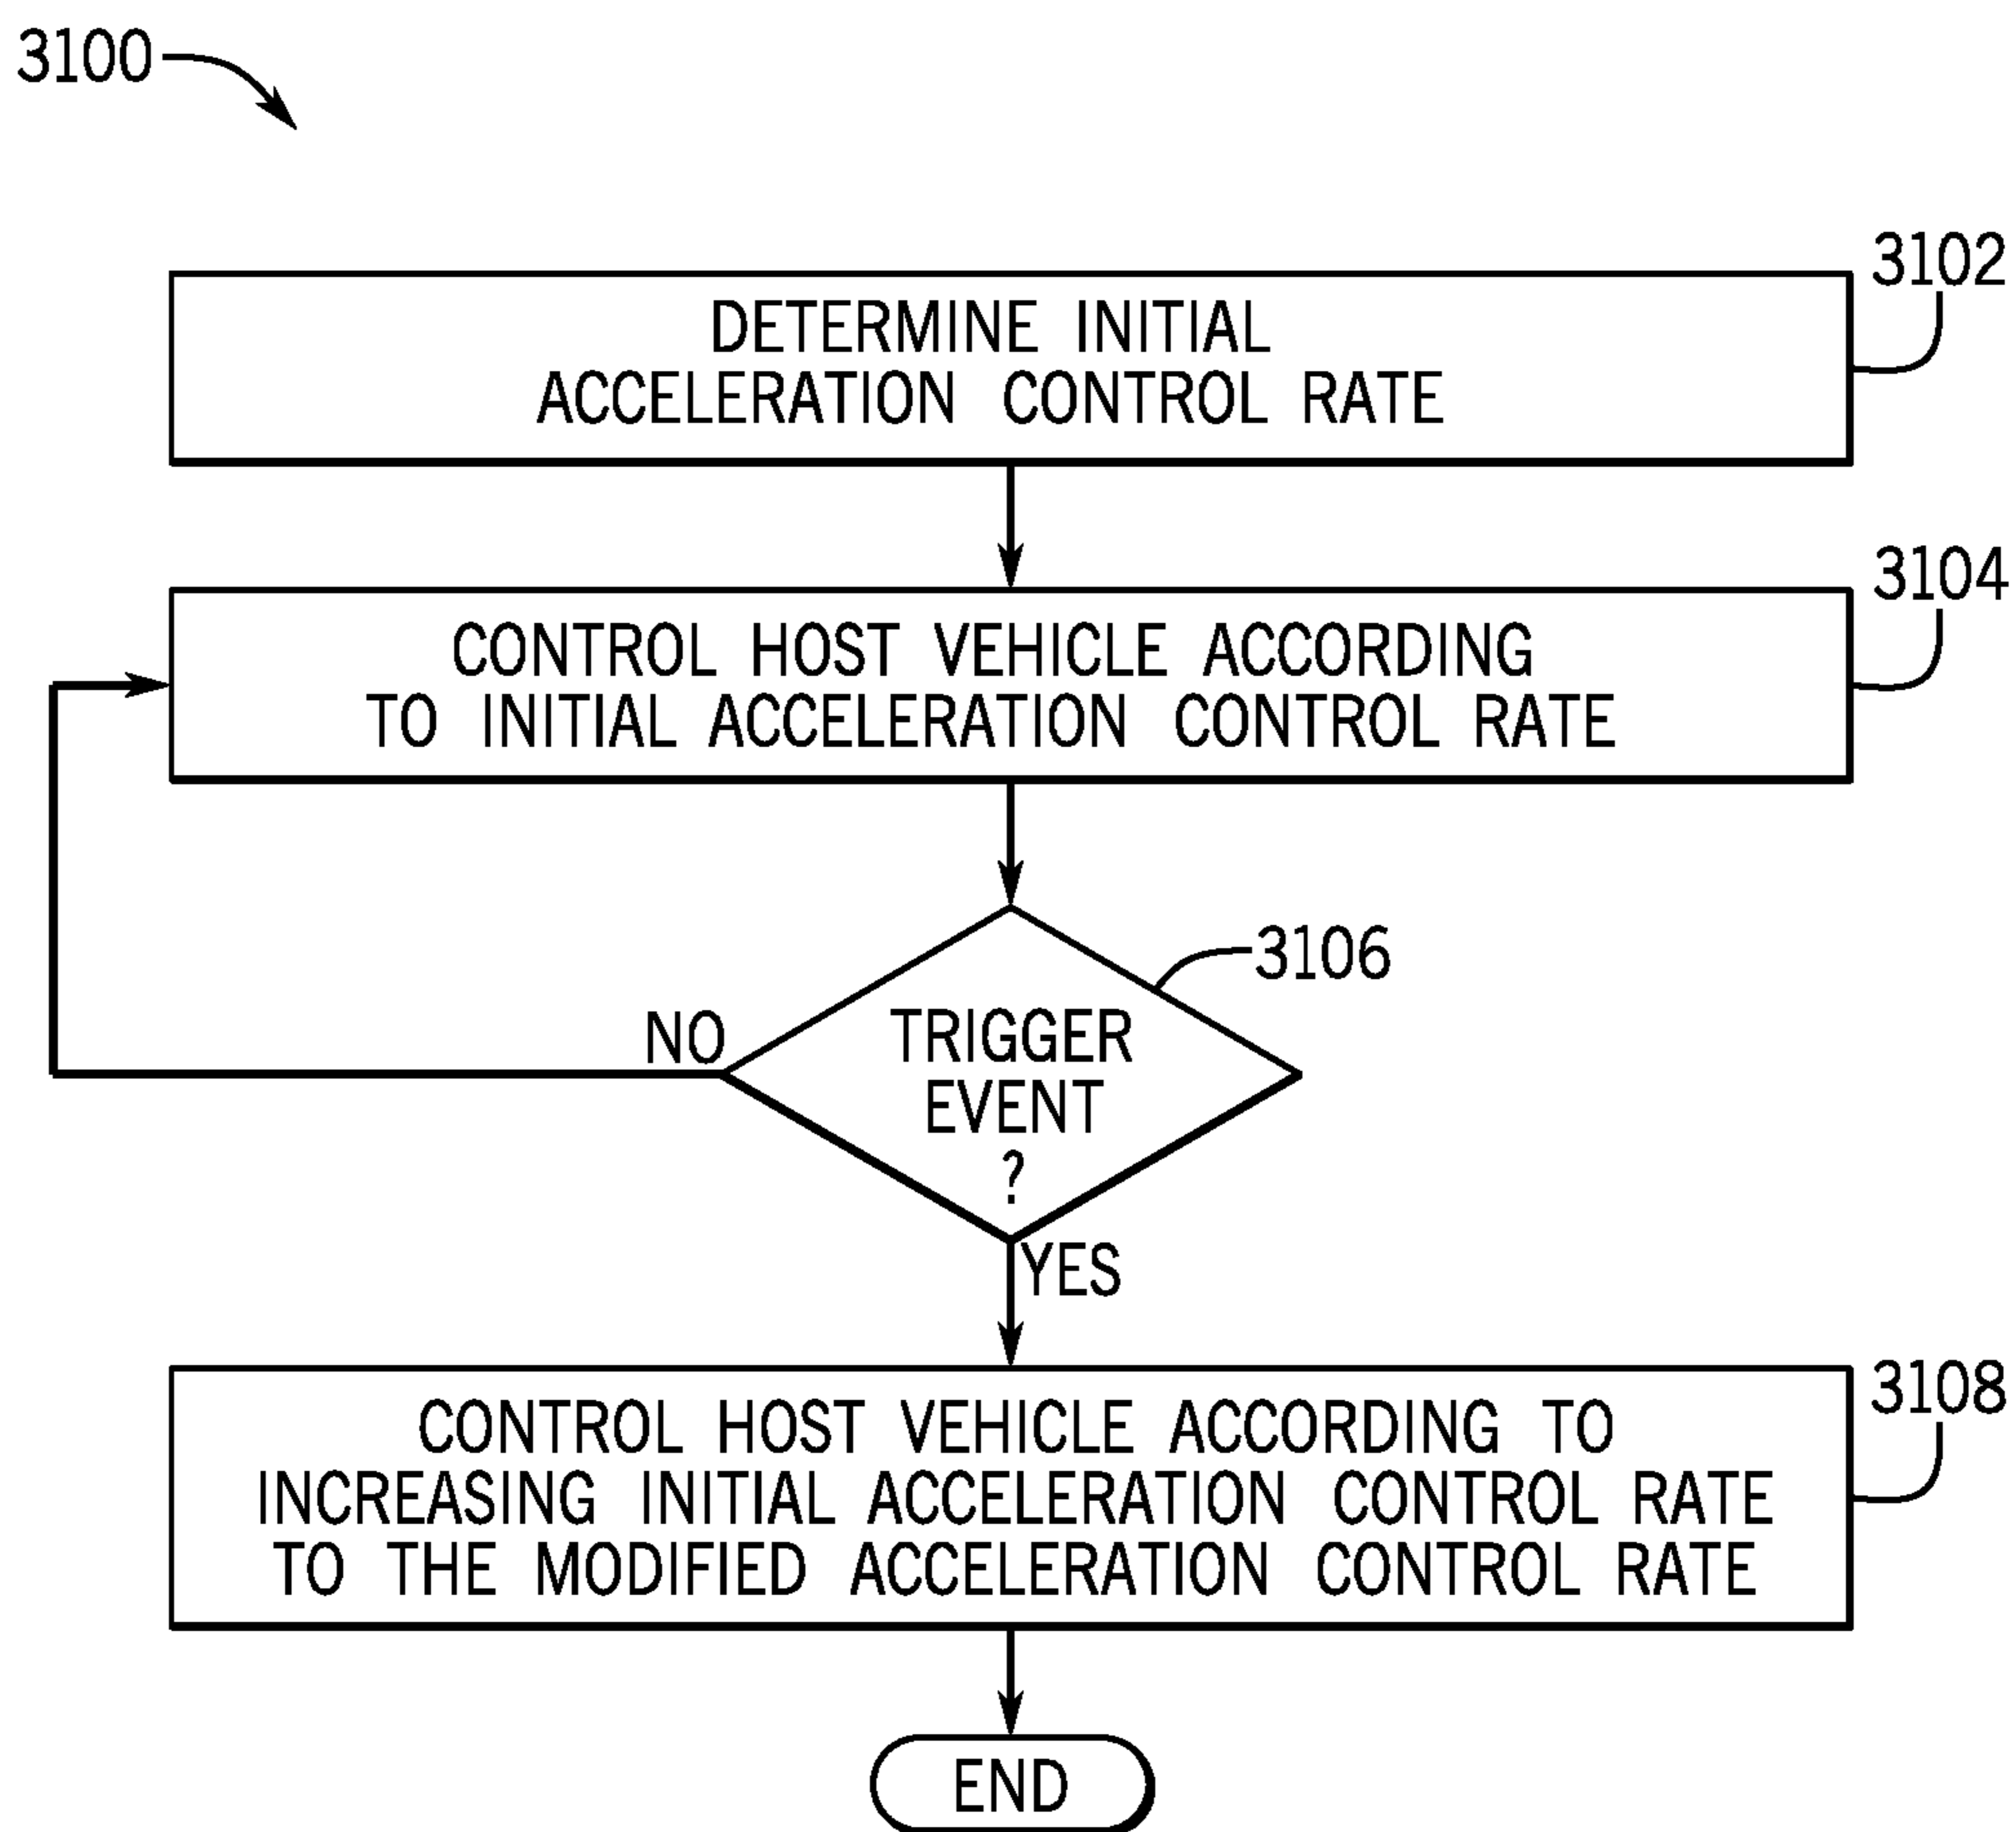 3100
3102
DETERMINE INITIAL
ACCELERATION CONTROL RATE
3104
CONTROL HOST VEHICLE ACCORDING
TO INITIAL ACCELERATION CONTROL RATE
3106
NO
TRIGGER
EVENT
?
YES
3108
CONTROL HOST VEHICLE ACCORDING TO
INCREASING INITIAL ACCELERATION CONTROL RATE
TO THE MODIFIED ACCELERATION CONTROL RATE
END